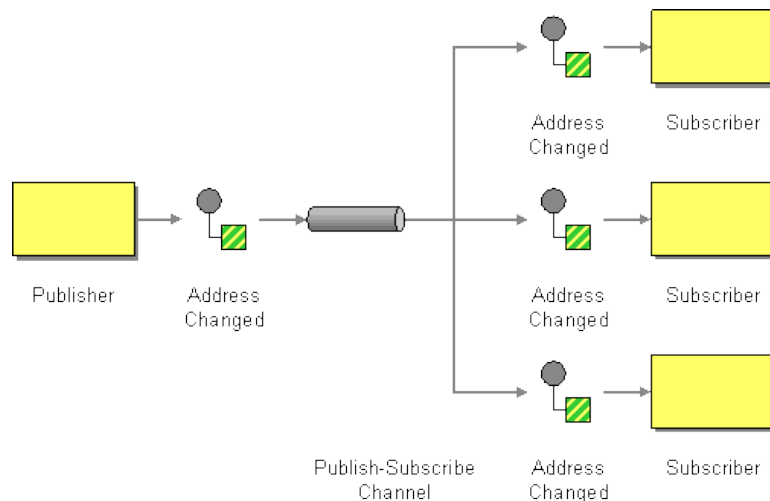 Address
Changed
Subscriber
Publisher
Address
Changed
Address
Changed
Subscriber
Publish-Subscribe
Channel
Address
Changed
Subscriber